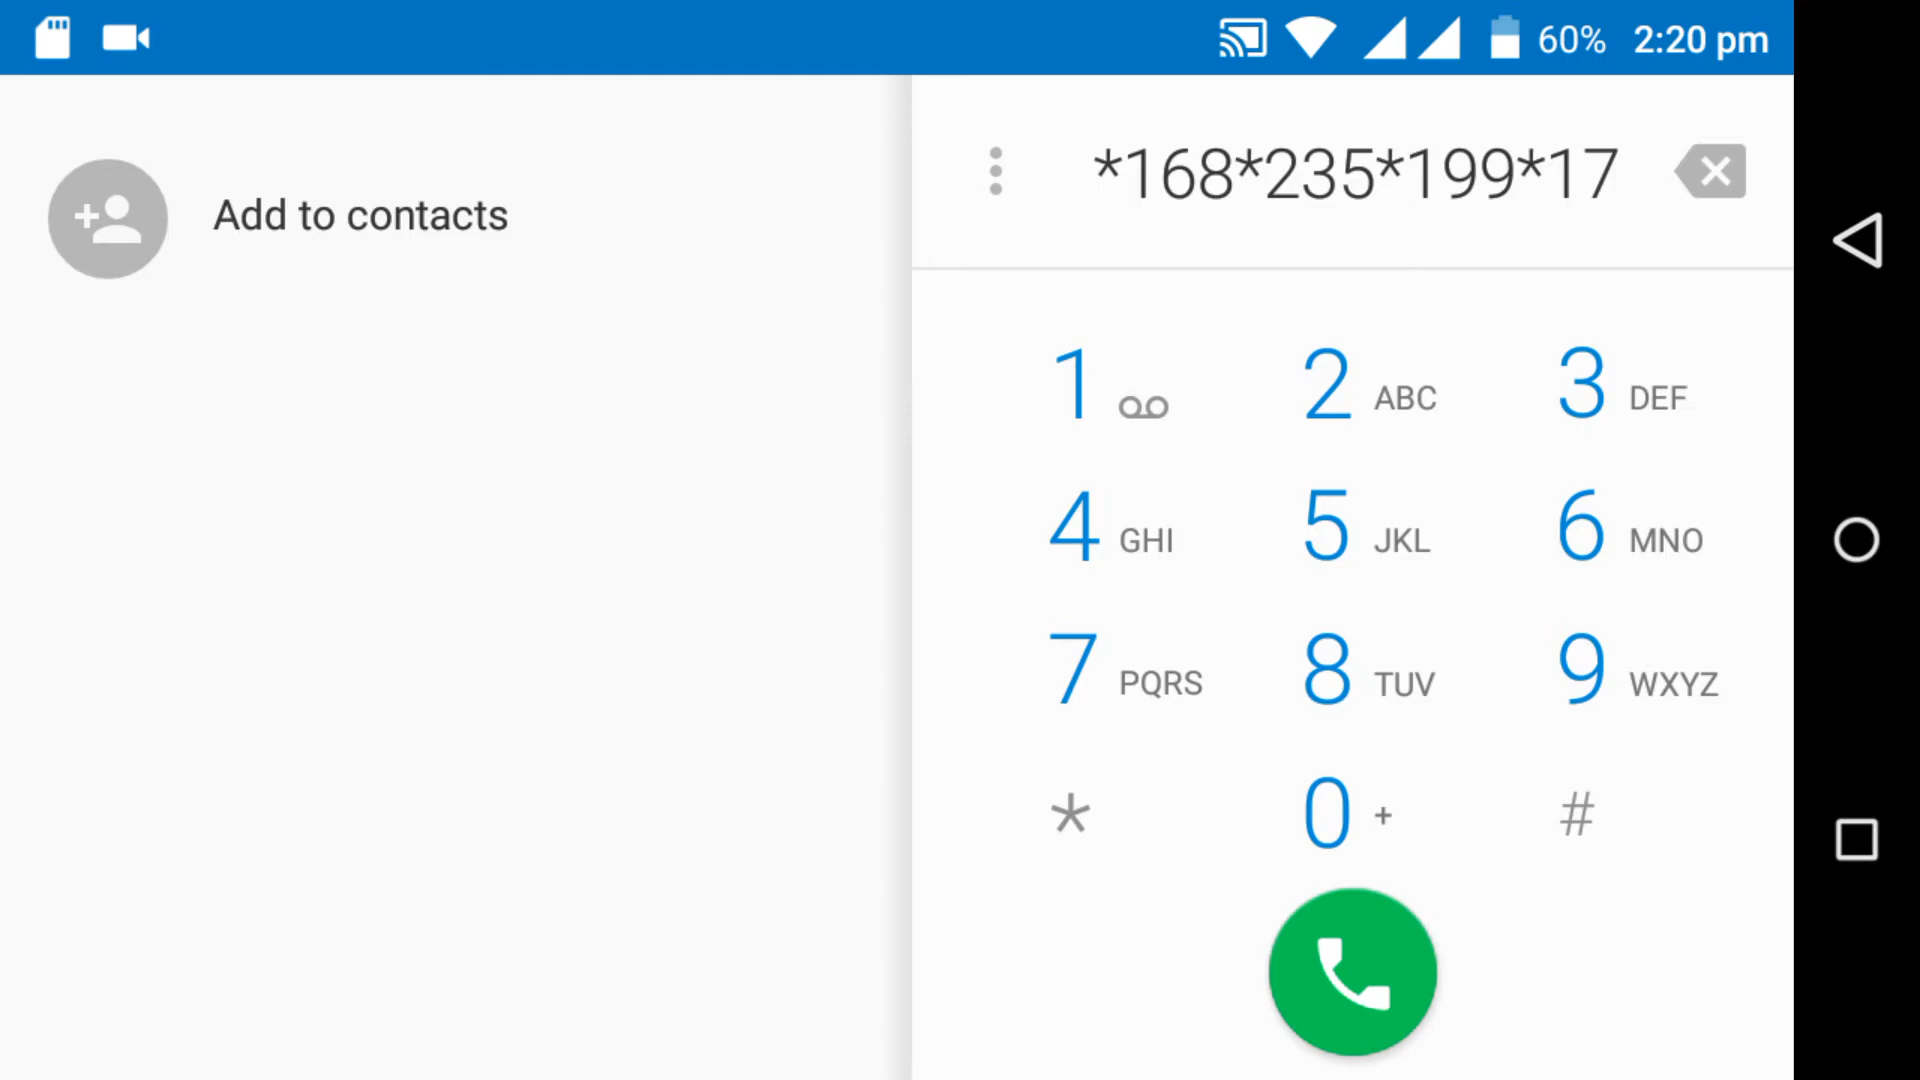 60% 2:20 pm
Add to contacts
*168*235*199*17
1 2 ABC 3 DEF
4 GHI 5 JKL 6 MNO
7 PQRS 8 TUV 9 WXYZ
* 0 + #